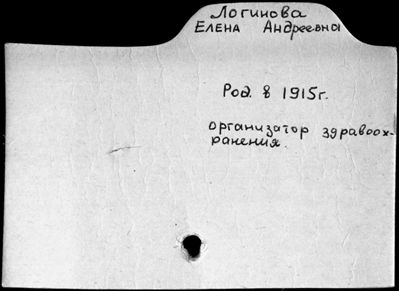 Логинова
Елена Андреевна
Род. в 1915г.
организатор здравоох-
ранения.